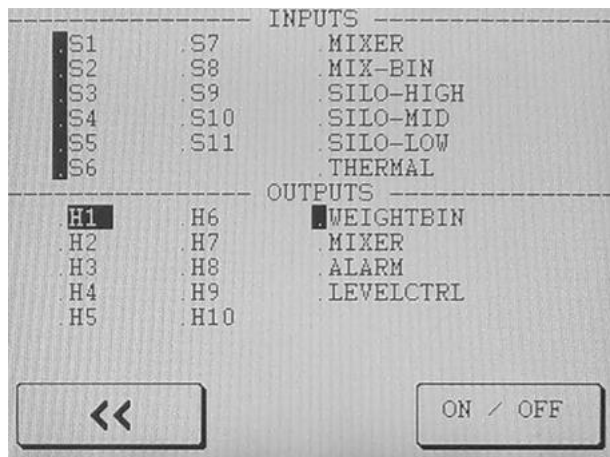 INPUTS
.S1 .S7 .MIXER
.S2 .S8 .MIX-BIN
.S3 .S9 .SILO-HIGH
.S4 .S10 .SILO-MID
.S5 .S11 .SILO-LOW
.S6 .THERMAL
OUTPUTS
.H1 .H6 .WEIGHTBIN
.H2 .H7 .MIXER
.H3 .H8 .ALARM
.H4 .H9 .LEVELCTRL
.H5 .H10
<< ON / OFF